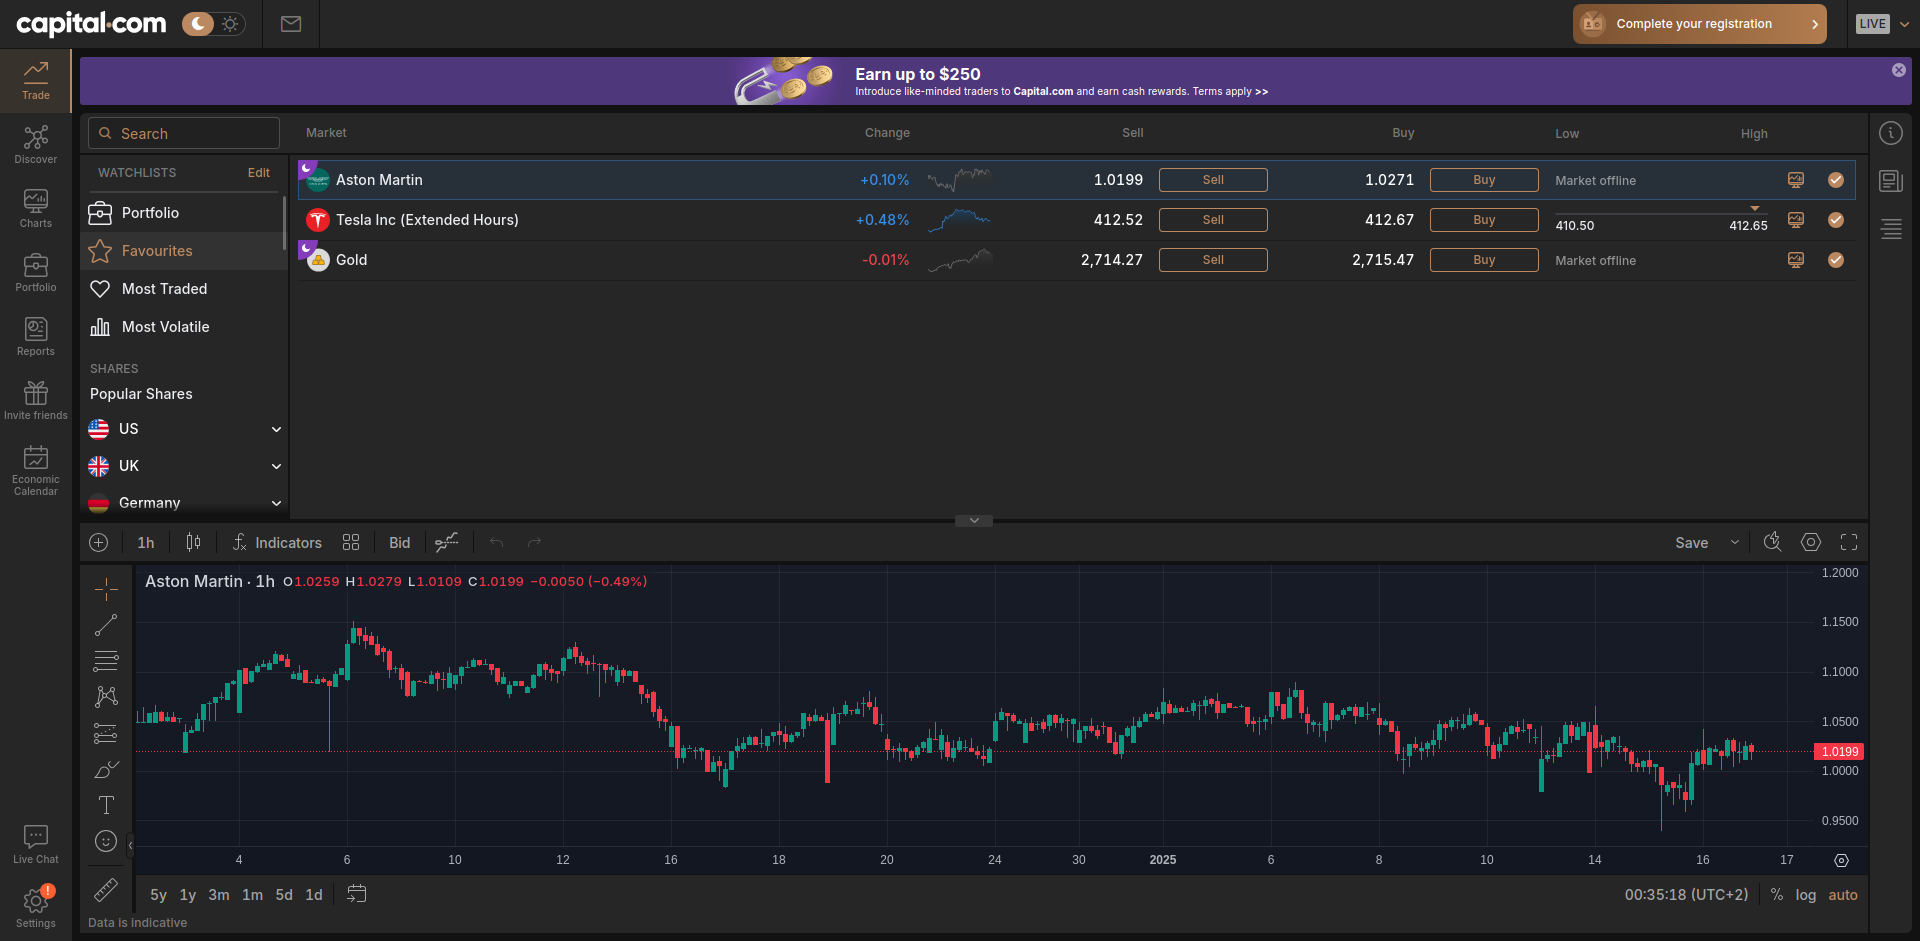 capital.com
Complete your registration
LIVE
Trade
Discover
Charts
Portfolio
Reports
Invite friends
Economic
Calendar
Live Chat
!
Settings
Earn up to $250
Introduce like-minded traders to Capital.com and earn cash rewards. Terms apply >>
Search
Market Change Sell Buy Low High
WATCHLISTS Edit
Portfolio
Favourites
Most Traded
Most Volatile
SHARES
Popular Shares
US
UK
Germany
Aston Martin +0.10% 1.0199 Sell 1.0271 Buy Market offline
Tesla Inc (Extended Hours) +0.48% 412.52 Sell 412.67 Buy 410.50 412.65
Gold -0.01% 2,714.27 Sell 2,715.47 Buy Market offline
1h Indicators Bid Save
Aston Martin · 1h O1.0259 H1.0279 L1.0109 C1.0199 −0.0050 (−0.49%)
1.2000
1.1500
1.1000
1.0500
1.0199
1.0000
0.9500
4 6 10 12 16 18 20 24 30 2025 6 8 10 14 16 17
5y 1y 3m 1m 5d 1d 00:35:18 (UTC+2) % log auto
Data is indicative